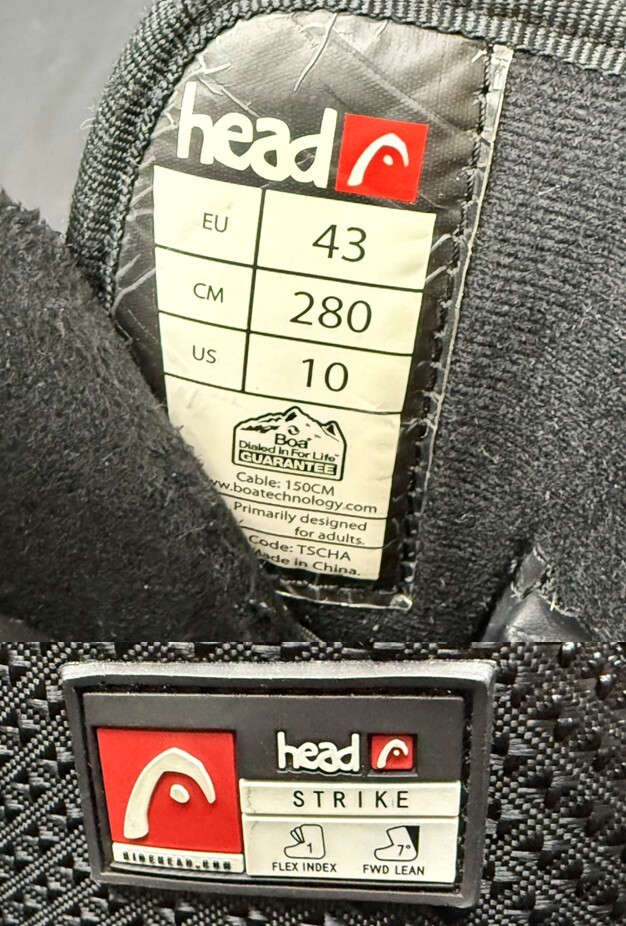 head
EU 43
CM 280
US 10
Boa
Dialed In For Life™
GUARANTEE
Cable: 150CM
www.boatechnology.com
Primarily designed
for adults.
Code: TSCHA
Made in China.
head
STRIKE
1 7°
FLEX INDEX FWD LEAN